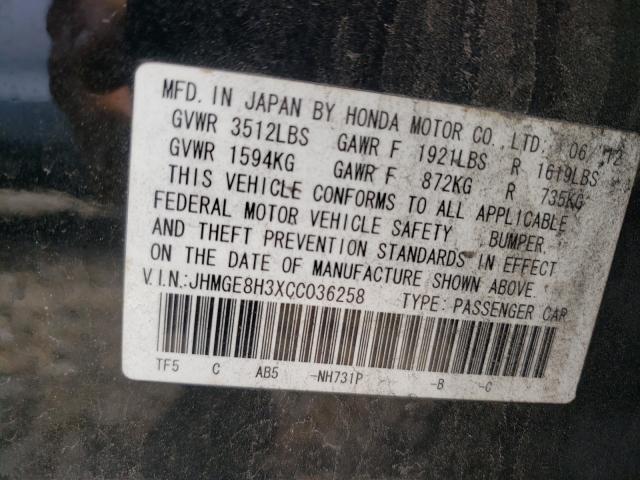 MFD. IN JAPAN BY HONDA MOTOR CO., LTD. 06 12
GVWR 3512LBS GAWR F 1921LBS R 1619LBS
GVWR 1594KG GAWR F 872KG R 735KG
THIS VEHICLE CONFORMS TO ALL APPLICABLE
FEDERAL MOTOR VEHICLE SAFETY, BUMPER,
AND THEFT PREVENTION STANDARDS IN EFFECT
ON THE DATE OF MANUFACTURE SHOWN ABOVE.
V.I.N.:JHMGE8H3XCC036258 TYPE: PASSENGER CAR
TF5 C AB5 -NH731P -B -C